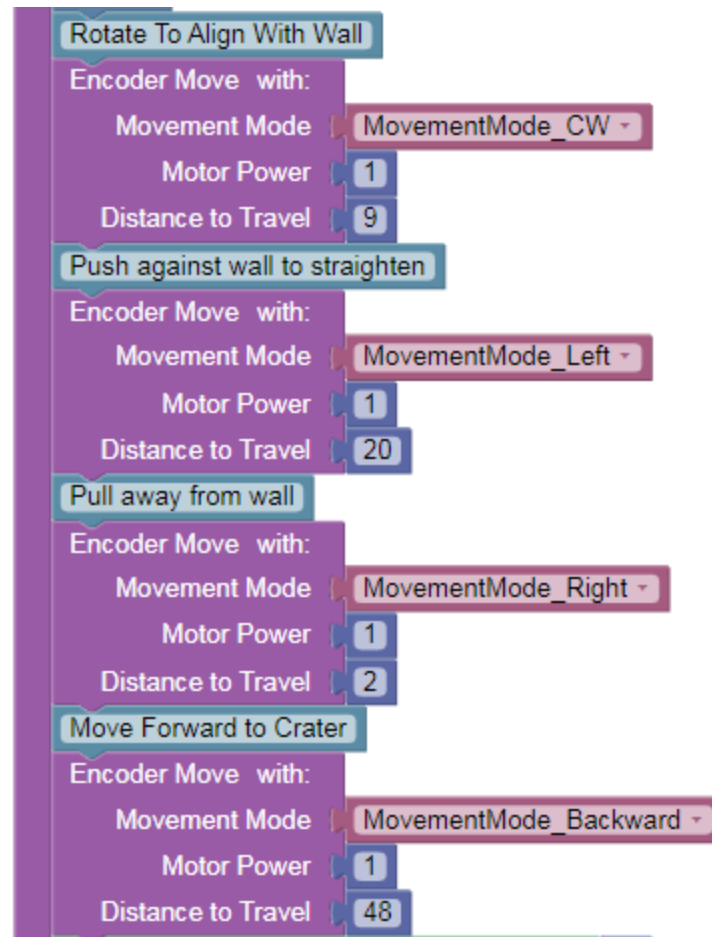 Rotate To Align With Wall
Encoder Move with:
Movement Mode MovementMode_CW
Motor Power 1
Distance to Travel 9
Push against wall to straighten
Encoder Move with:
Movement Mode MovementMode_Left
Motor Power 1
Distance to Travel 20
Pull away from wall
Encoder Move with:
Movement Mode MovementMode_Right
Motor Power 1
Distance to Travel 2
Move Forward to Crater
Encoder Move with:
Movement Mode MovementMode_Backward
Motor Power 1
Distance to Travel 48